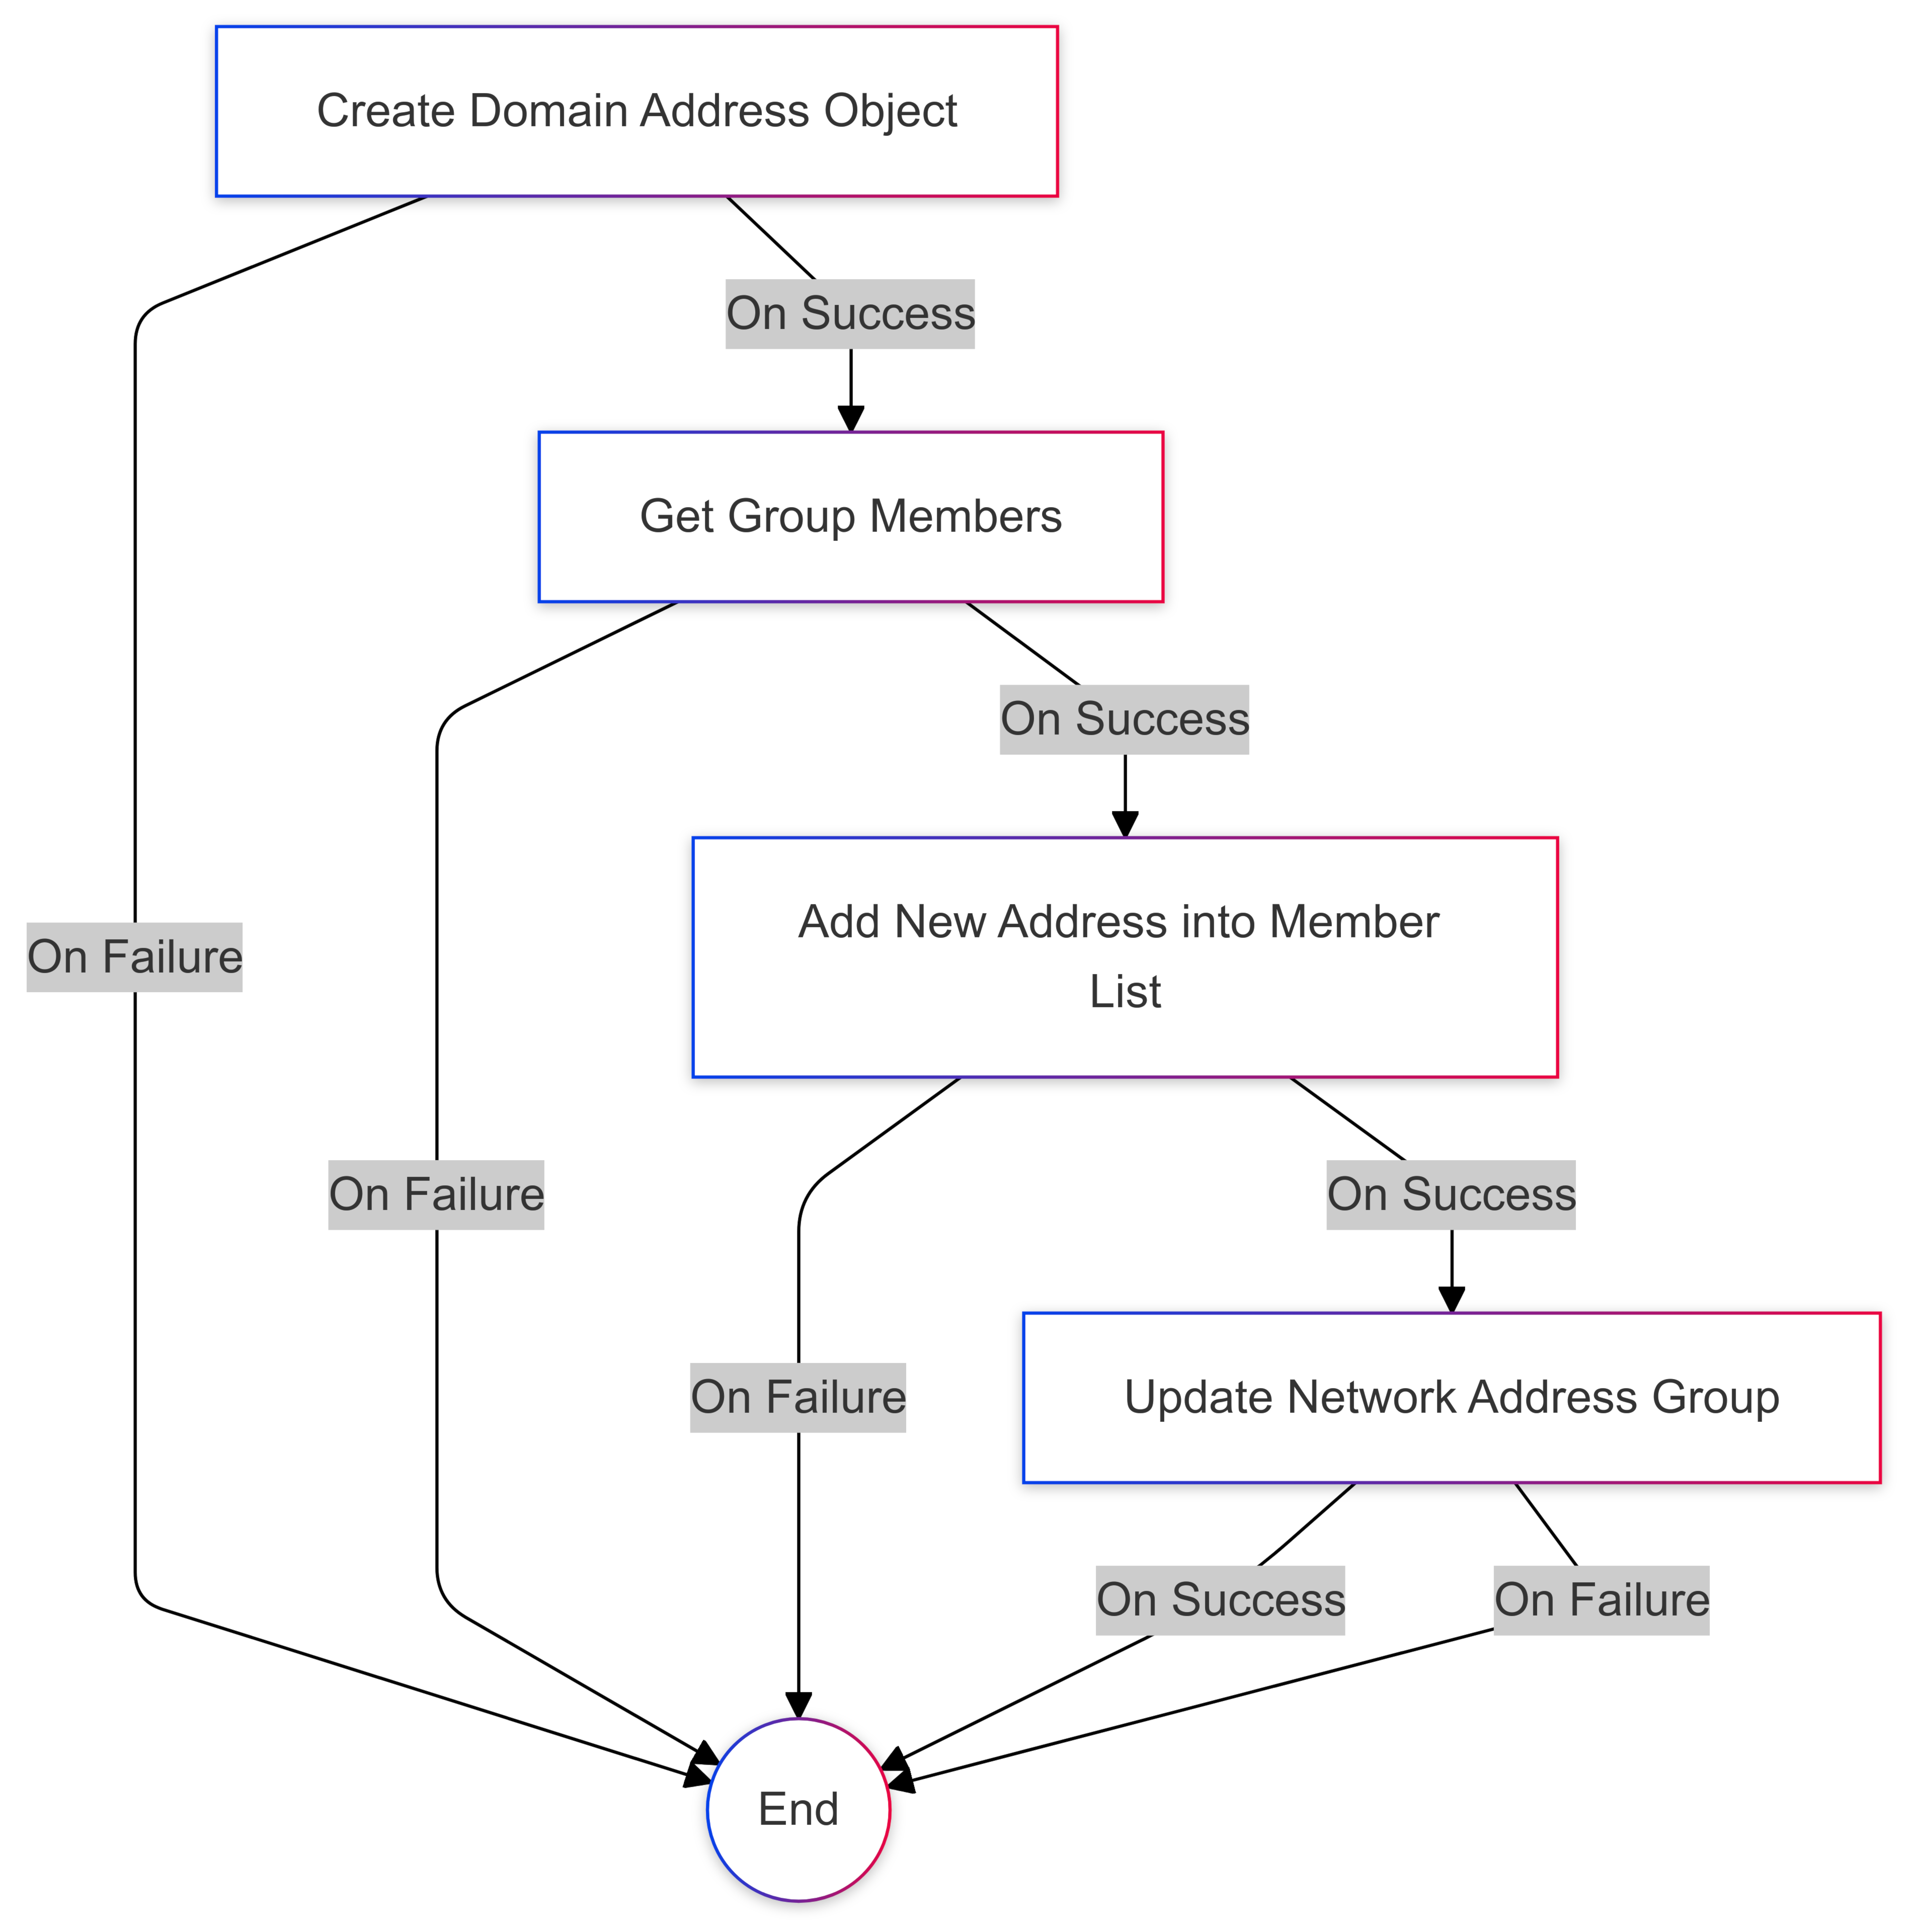 Create Domain Address Object
On Success
Get Group Members
On Success
Add New Address into Member
List
On Failure
On Failure
On Success
On Failure
Update Network Address Group
On Success
On Failure
End